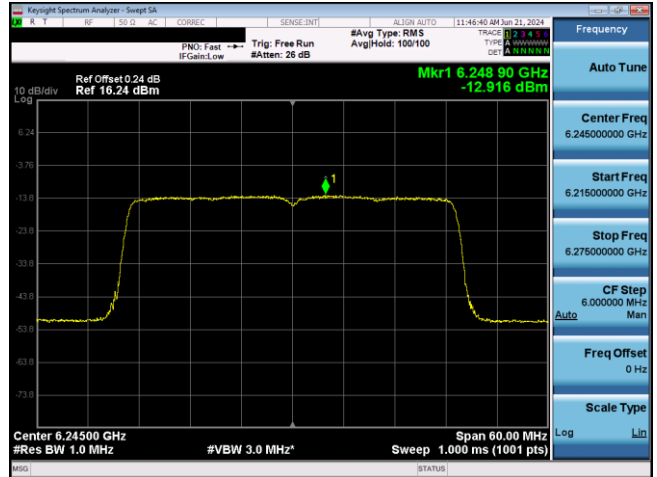 Keysight Spectrum Analyzer - Swept SA
R T RF 50 Ω AC CORREC SENSE:INT ALIGN AUTO 11:46:40 AM Jun 21, 2024
Frequency
PNO: Fast Trig: Free Run #Avg Type: RMS TRACE 1 2 3 4 5 6
IFGain:Low #Atten: 26 dB Avg|Hold: 100/100 TYPE A WWWWW
DET A N N N N N
Auto Tune
Mkr1 6.248 90 GHz
-12.916 dBm
Ref Offset 0.24 dB
10 dB/div Ref 16.24 dBm
Log
6.24
-3.76
-13.8
-23.8
-33.8
-43.8
-53.8
-63.8
-73.8
1
Center Freq
6.245000000 GHz
Start Freq
6.215000000 GHz
Stop Freq
6.275000000 GHz
CF Step
6.000000 MHz
Auto Man
Freq Offset
0 Hz
Scale Type
Log Lin
Center 6.24500 GHz Span 60.00 MHz
#Res BW 1.0 MHz #VBW 3.0 MHz* Sweep 1.000 ms (1001 pts)
MSG STATUS